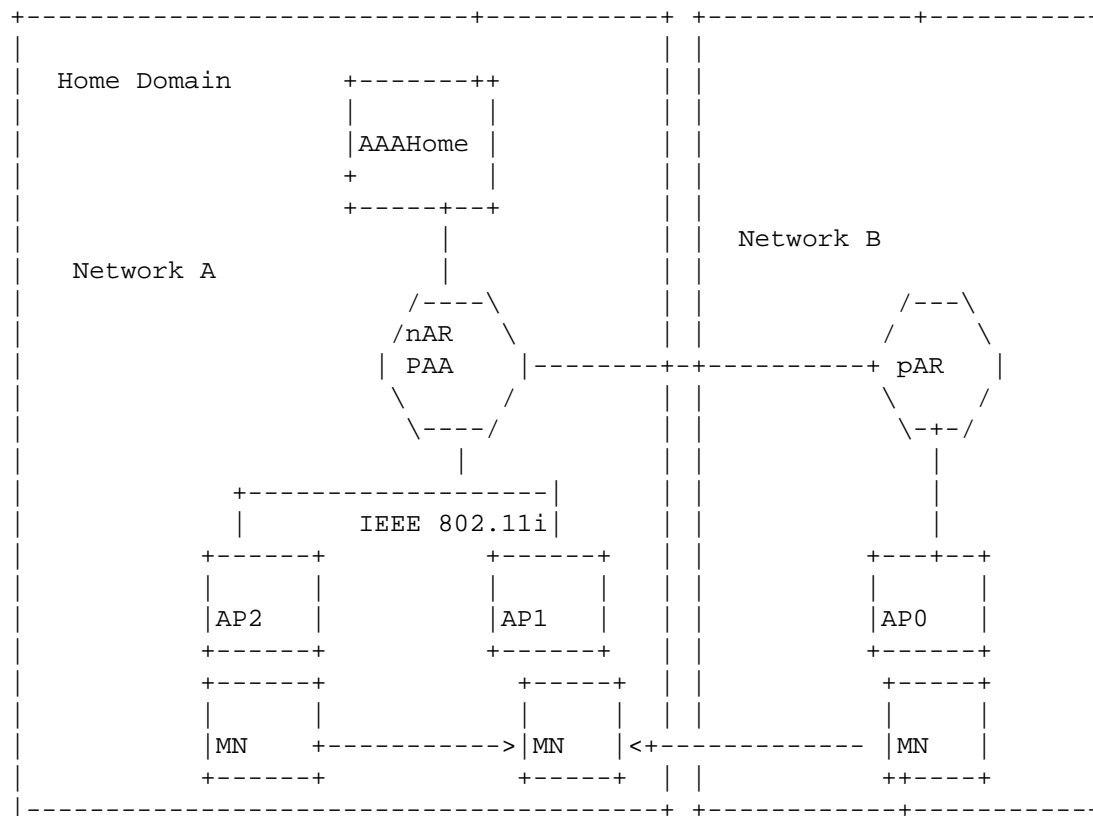 Home Domain
AAAHome
Network B
Network A
nAR
PAA
pAR
IEEE 802.11i
AP2 AP1 AP0
MN MN MN